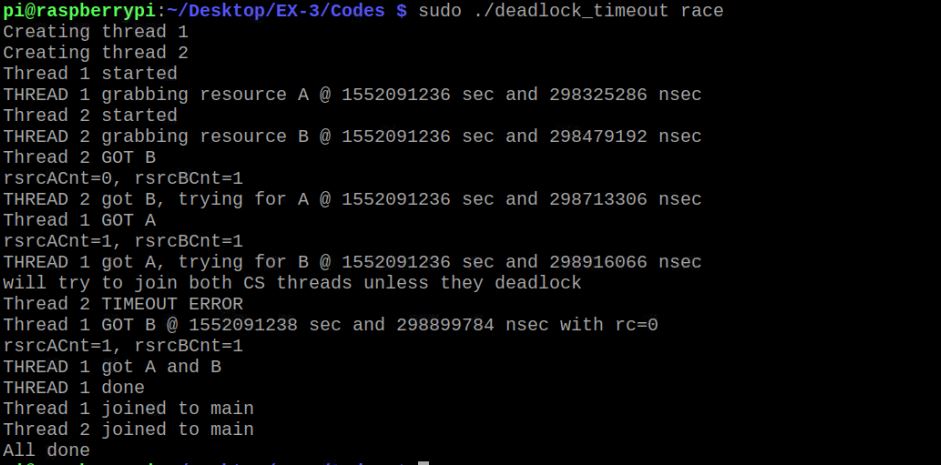 pi@raspberrypi:~/Desktop/EX-3/Codes $ sudo ./deadlock_timeout race
Creating thread 1
Creating thread 2
Thread 1 started
THREAD 1 grabbing resource A @ 1552091236 sec and 298325286 nsec
Thread 2 started
THREAD 2 grabbing resource B @ 1552091236 sec and 298479192 nsec
Thread 2 GOT B
rsrcACnt=0, rsrcBCnt=1
THREAD 2 got B, trying for A @ 1552091236 sec and 298713306 nsec
Thread 1 GOT A
rsrcACnt=1, rsrcBCnt=1
THREAD 1 got A, trying for B @ 1552091236 sec and 298916066 nsec
will try to join both CS threads unless they deadlock
Thread 2 TIMEOUT ERROR
Thread 1 GOT B @ 1552091238 sec and 298899784 nsec with rc=0
rsrcACnt=1, rsrcBCnt=1
THREAD 1 got A and B
THREAD 1 done
Thread 1 joined to main
Thread 2 joined to main
All done